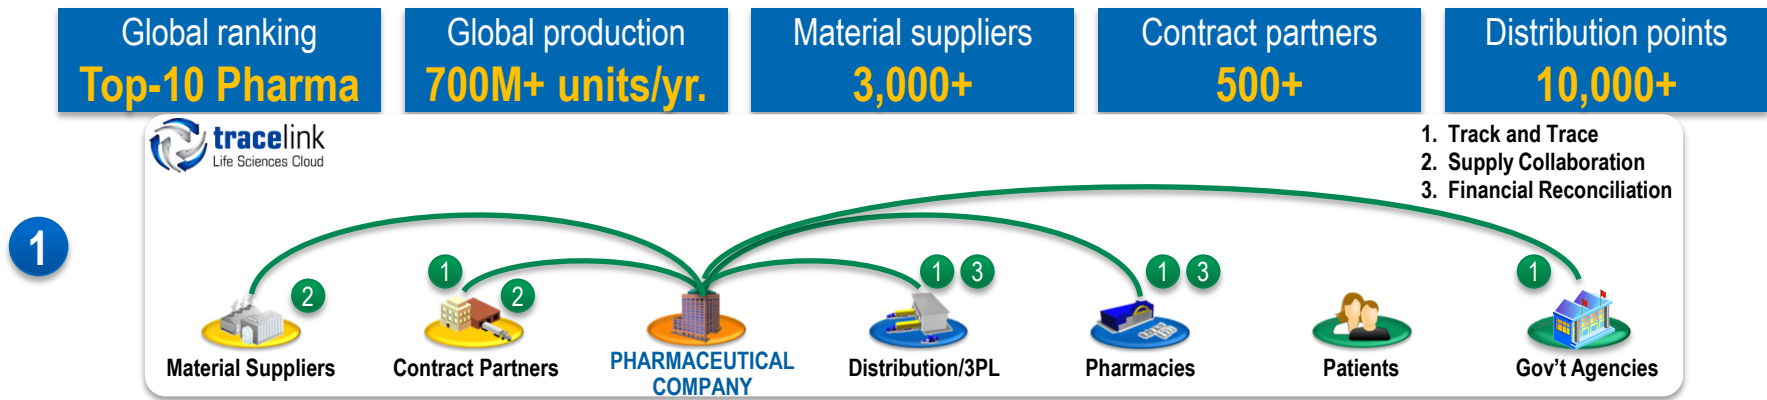 Global ranking
Top-10 Pharma
Global production
700M+ units/yr.
Material suppliers
3,000+
Contract partners
500+
Distribution points
10,000+
tracelink
Life Sciences Cloud
1. Track and Trace
2. Supply Collaboration
3. Financial Reconciliation
1
2
1
2
1 3
1 3
1
Material Suppliers
Contract Partners
PHARMACEUTICAL
COMPANY
Distribution/3PL
Pharmacies
Patients
Gov't Agencies